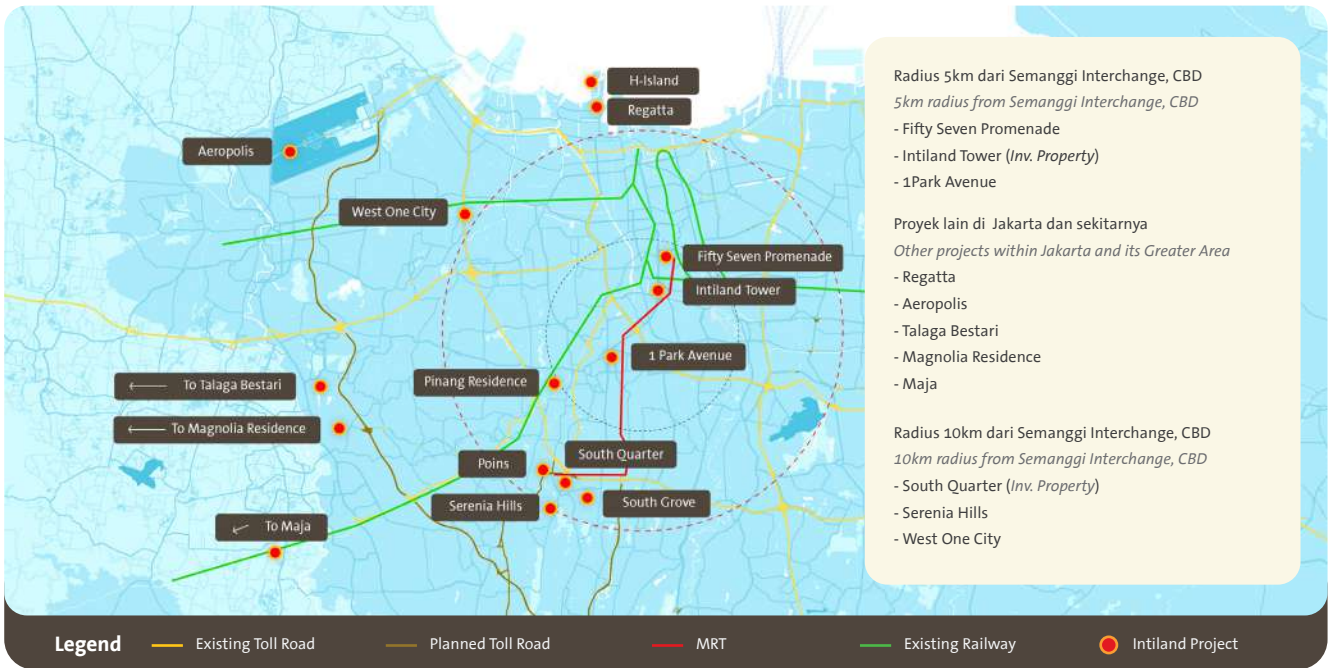 H-Island
Regatta
Aeropolis
West One City
Fifty Seven Promenade
Intiland Tower
1 Park Avenue
Pinang Residence
To Talaga Bestari
To Magnolia Residence
Poins
South Quarter
Serenia Hills
South Grove
To Maja
Radius 5km dari Semanggi Interchange, CBD
5km radius from Semanggi Interchange, CBD
- Fifty Seven Promenade
- Intiland Tower (Inv. Property)
- 1Park Avenue
Proyek lain di Jakarta dan sekitarnya
Other projects within Jakarta and its Greater Area
- Regatta
- Aeropolis
- Talaga Bestari
- Magnolia Residence
- Maja
Radius 10km dari Semanggi Interchange, CBD
10km radius from Semanggi Interchange, CBD
- South Quarter (Inv. Property)
- Serenia Hills
- West One City
Legend
Existing Toll Road
Planned Toll Road
MRT
Existing Railway
Intiland Project